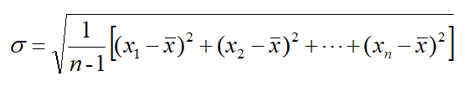 σ = √(1/(n-1) [(x₁ − x̄)² + (x₂ − x̄)² + ⋯ + (xₙ − x̄)²])